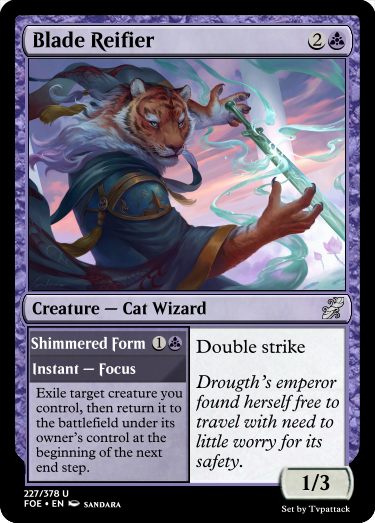 Blade Reifier 2
Creature — Cat Wizard
Shimmered Form 1
Instant — Focus
Exile target creature you
control, then return it to
the battlefield under its
owner's control at the
beginning of the next
end step.
Double strike
Drougth's emperor
found herself free to
travel with need to
little worry for its
safety.
1/3
227/378 U
FOE • EN SANDARA
Set by Tvpattack